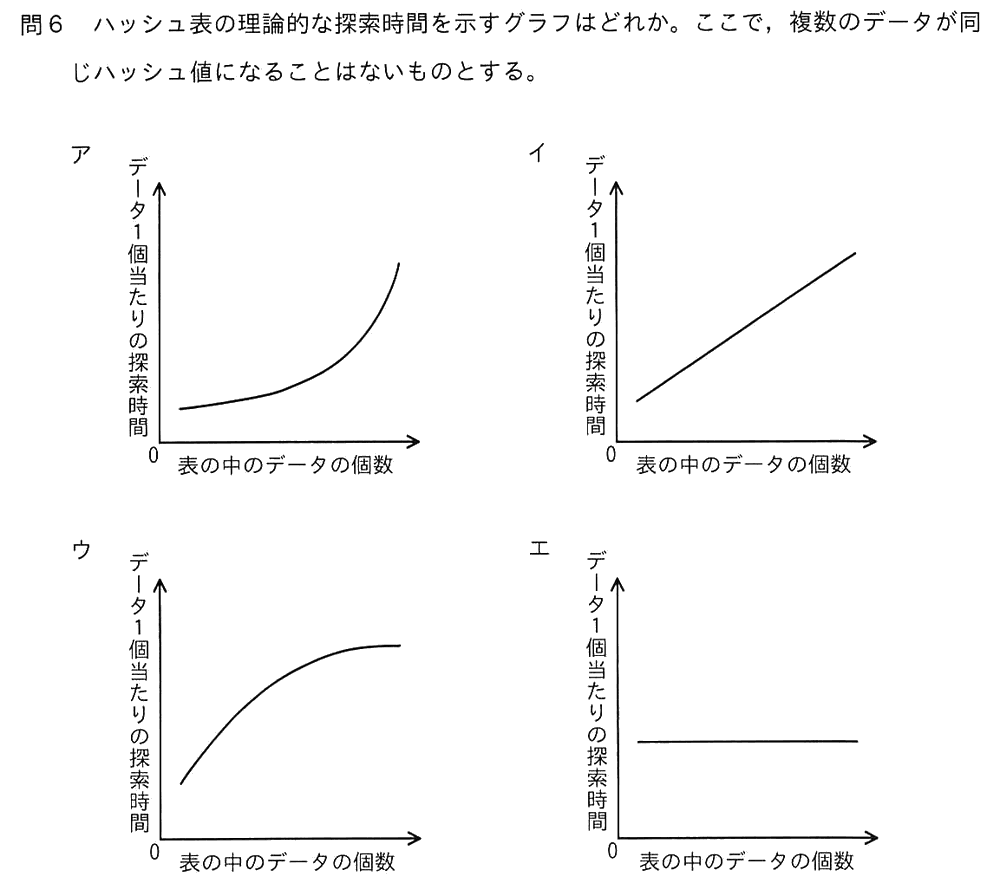 問6 ハッシュ表の理論的な探索時間を示すグラフはどれか。ここで，複数のデータが同
じハッシュ値になることはないものとする。
ア
データ1個当たりの探索時間
0
表の中のデータの個数
イ
データ1個当たりの探索時間
0
表の中のデータの個数
ウ
データ1個当たりの探索時間
0
表の中のデータの個数
エ
データ1個当たりの探索時間
0
表の中のデータの個数